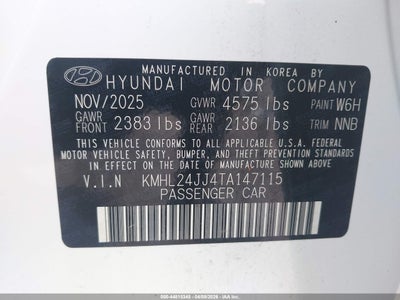 MANUFACTURED IN KOREA BY
HYUNDAI MOTOR COMPANY
NOV/2025 GVWR 4575 lbs PAINT W6H
GAWR FRONT 2383 lbs GAWR REAR 2136 lbs TRIM NNB
THIS VEHICLE CONFORMS TO ALL APPLICABLE U.S.A FEDERAL
MOTOR VEHICLE SAFETY, BUMPER, AND THEFT PREVENTION
STANDARDS IN EFFECT ON THE DATE OF MANUFACTURE SHOWN ABOVE.
V.I.N KMHL24JJ4TA147115
PASSENGER CAR